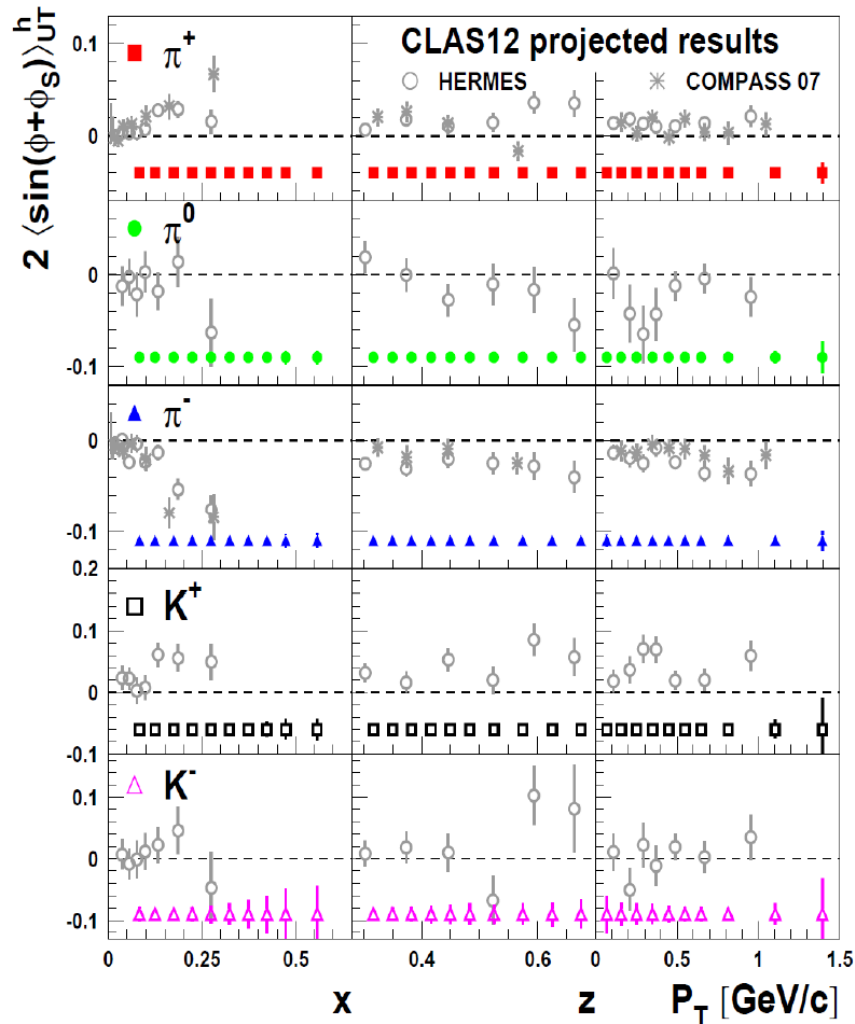 2 ⟨sin(ϕ+ϕS)⟩hUT
CLAS12 projected results
HERMES
COMPASS 07
π+
0.1
0
π0
0
-0.1
π-
0
-0.1
0.2
K+
0
-0.1
K-
0.1
0
-0.1
0 0.25 0.5 0.4 0.6 0 0.5 1 1.5
x z PT [GeV/c]